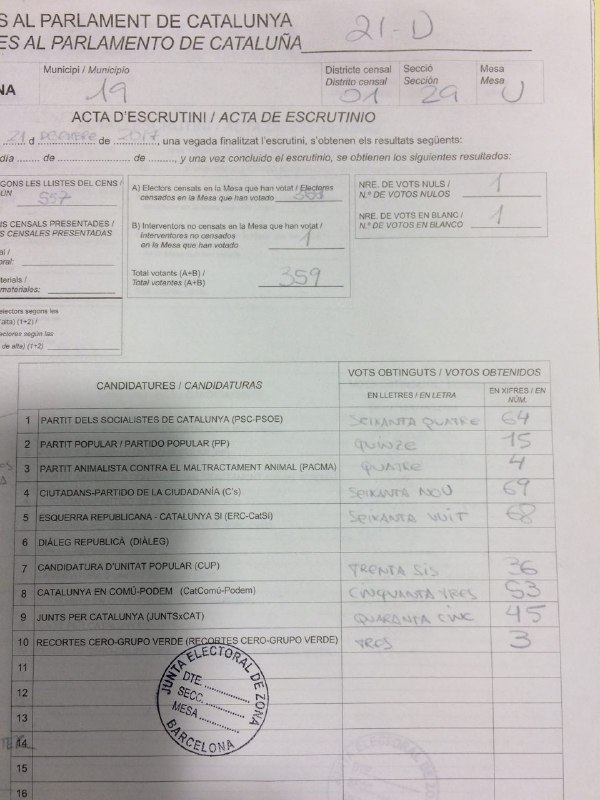 S AL PARLAMENT DE CATALUNYA
ES AL PARLAMENTO DE CATALUÑA 21-D
Municipi / Municipio Districte censal Secció Mesa
Distrito censal Sección Mesa
NA 19 01 29 U
ACTA D'ESCRUTINI / ACTA DE ESCRUTINIO
21 d DESEMBRE de 2017, una vegada finalitzat l'escrutini, s'obtenen els resultats següents:
día ....... de ................ de ........, y una vez concluido el escrutinio, se obtienen los siguientes resultados:
GONS LES LLISTES DEL CENS /
ÚN 557
IS CENSALS PRESENTADES /
S CENSALES PRESENTADAS
al /
oral:
terials /
materiales:
electors segons les
'alta) (1+2) /
ectores según las
de alta) (1+2)
A) Electors censats en la Mesa que han votat / Electores
censados en la Mesa que han votado
B) Interventors no censats en la Mesa que han votat /
Interventores no censados 1
en la Mesa que han votado
Total votants (A+B) /
Total votantes (A+B) 359
NRE. DE VOTS NULS / 1
N.º DE VOTOS NULOS
NRE. DE VOTS EN BLANC / 1
N.º DE VOTOS EN BLANCO
CANDIDATURES / CANDIDATURAS VOTS OBTINGUTS / VOTOS OBTENIDOS
EN LLETRES / EN LETRA EN XIFRES / EN NÚM.
1 PARTIT DELS SOCIALISTES DE CATALUNYA (PSC-PSOE) SEIXANTA QUATRE 64
2 PARTIT POPULAR / PARTIDO POPULAR (PP) QUINZE 15
3 PARTIT ANIMALISTA CONTRA EL MALTRACTAMENT ANIMAL (PACMA) QUATRE 4
4 CIUTADANS-PARTIDO DE LA CIUDADANÍA (C's) SEIXANTA NOU 69
5 ESQUERRA REPUBLICANA - CATALUNYA SI (ERC-CatSí) SEIXANTA VUIT 68
6 DIÀLEG REPUBLICÀ (DIÀLEG)
7 CANDIDATURA D'UNITAT POPULAR (CUP) TRENTA SIS 36
8 CATALUNYA EN COMÚ-PODEM (CatComú-Podem) CINQUANTA TRES 53
9 JUNTS PER CATALUNYA (JUNTSxCAT) QUARANTA CINC 45
10 RECORTES CERO-GRUPO VERDE (RECORTES CERO-GRUPO VERDE) TRES 3
11
12
13
14
15
16
JUNTA ELECTORAL DE ZONA
DTE. ..............
SECC. ..............
MESA ..............
BARCELONA